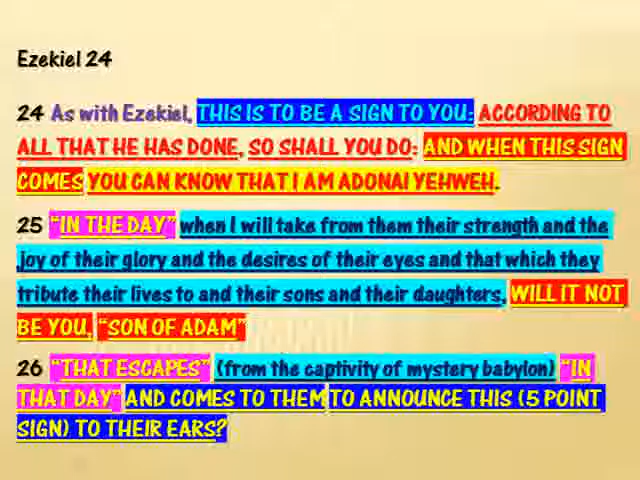 Ezekiel 24
24 As with Ezekiel, THIS IS TO BE A SIGN TO YOU: ACCORDING TO
ALL THAT HE HAS DONE, SO SHALL YOU DO: AND WHEN THIS SIGN
COMES YOU CAN KNOW THAT I AM ADONAI YEHWEH.
25 "IN THE DAY" when I will take from them their strength and the
joy of their glory and the desires of their eyes and that which they
tribute their lives to and their sons and their daughters, WILL IT NOT
BE YOU, "SON OF ADAM"
26 "THAT ESCAPES" (from the captivity of mystery babylon) "IN
THAT DAY" AND COMES TO THEM TO ANNOUNCE THIS (5 POINT
SIGN) TO THEIR EARS?